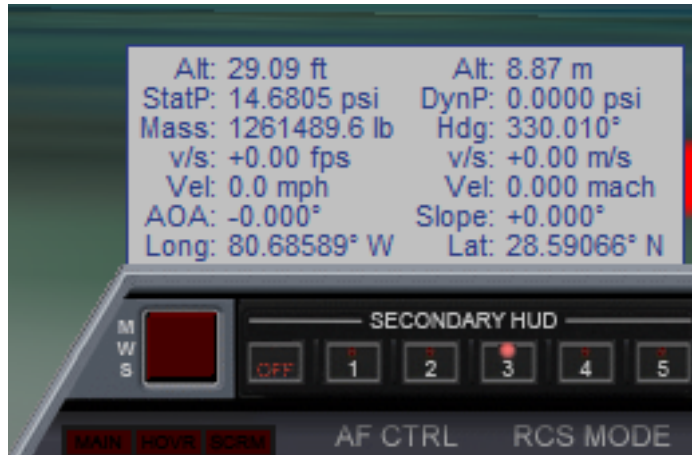 Alt: 29.09 ft Alt: 8.87 m
StatP: 14.6805 psi DynP: 0.0000 psi
Mass: 1261489.6 lb Hdg: 330.010°
v/s: +0.00 fps v/s: +0.00 m/s
Vel: 0.0 mph Vel: 0.000 mach
AOA: -0.000° Slope: +0.000°
Long: 80.68589° W Lat: 28.59066° N
MWS
SECONDARY HUD
OFF 1 2 3 4 5
MAIN HOVR SCRM AF CTRL RCS MODE